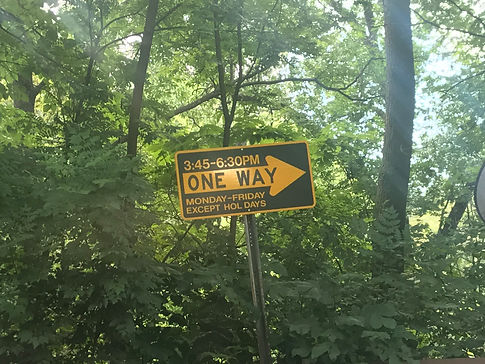 3:45-6:30PM
ONE WAY
MONDAY-FRIDAY
EXCEPT HOLIDAYS